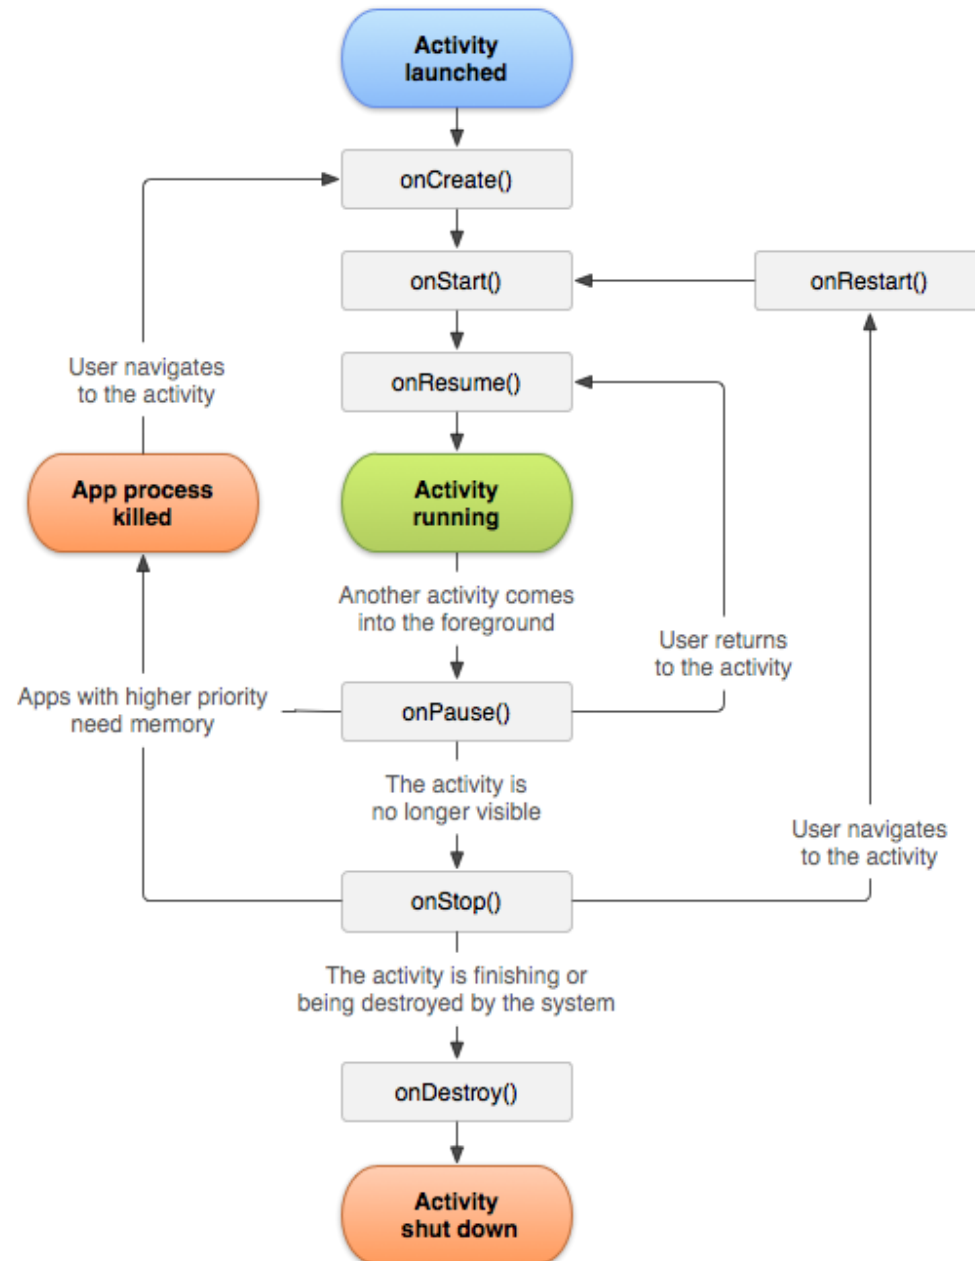 Activity
launched
onCreate()
onStart()
onRestart()
User navigates
to the activity
onResume()
App process
killed
Activity
running
Another activity comes
into the foreground
User returns
to the activity
Apps with higher priority
need memory
onPause()
The activity is
no longer visible
User navigates
to the activity
onStop()
The activity is finishing or
being destroyed by the system
onDestroy()
Activity
shut down